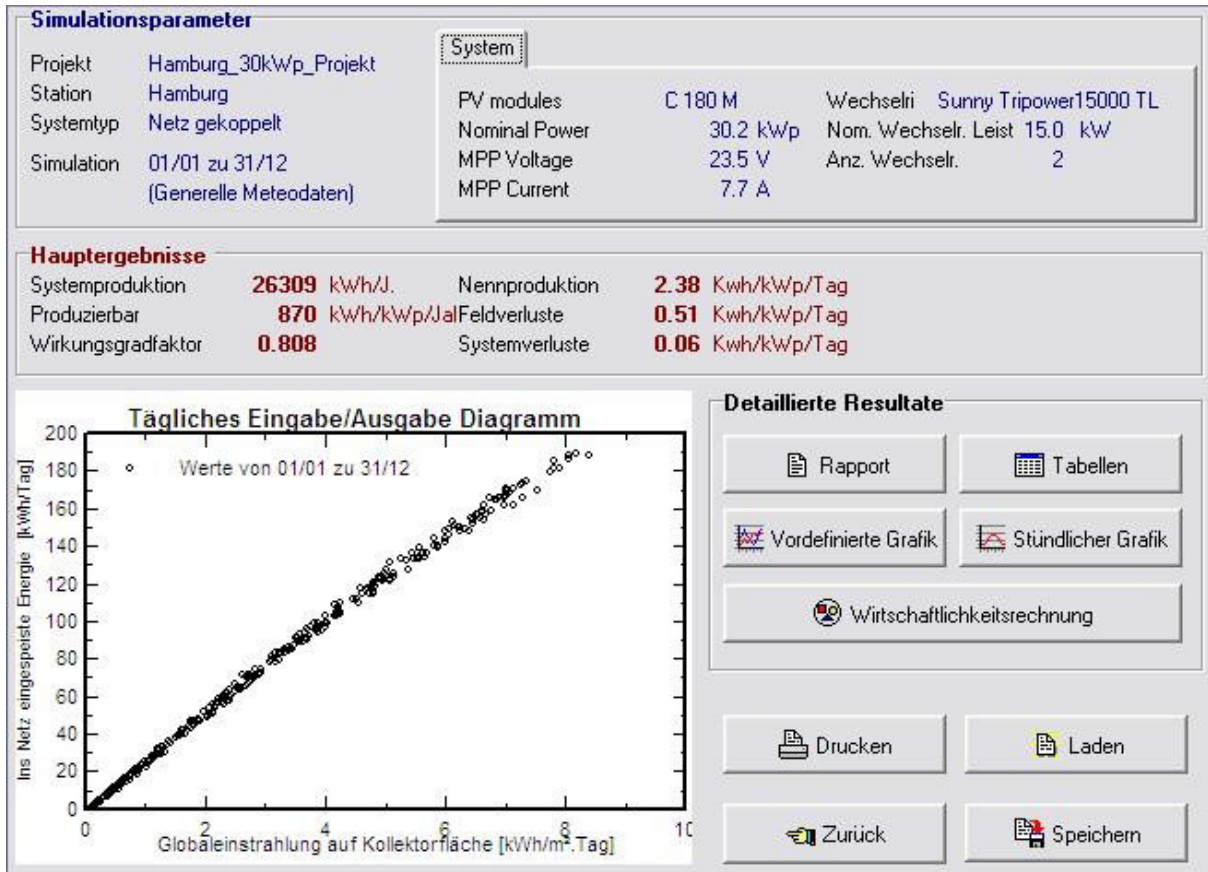 Simulationsparameter
Projekt Hamburg_30kWp_Projekt
Station Hamburg
Systemtyp Netz gekoppelt
Simulation 01/01 zu 31/12
(Generelle Meteodaten)
System
PV modules C 180 M Wechselri Sunny Tripower15000 TL
Nominal Power 30.2 kWp Nom. Wechselr. Leist 15.0 kW
MPP Voltage 23.5 V Anz. Wechselr. 2
MPP Current 7.7 A
Hauptergebnisse
Systemproduktion 26309 kWh/J. Nennproduktion 2.38 Kwh/kWp/Tag
Produzierbar 870 kWh/kWp/Jal Feldverluste 0.51 Kwh/kWp/Tag
Wirkungsgradfaktor 0.808 Systemverluste 0.06 Kwh/kWp/Tag
Tägliches Eingabe/Ausgabe Diagramm
Werte von 01/01 zu 31/12
Ins Netz eingespeiste Energie [kWh/Tag]
200
180
160
140
120
100
80
60
40
20
0
0 2 4 6 8 10
Globaleinstrahlung auf Kollektorfläche [kWh/m².Tag]
Detaillierte Resultate
Rapport Tabellen
Vordefinierte Grafik Stündlicher Grafik
Wirtschaftlichkeitsrechnung
Drucken Laden
Zurück Speichern